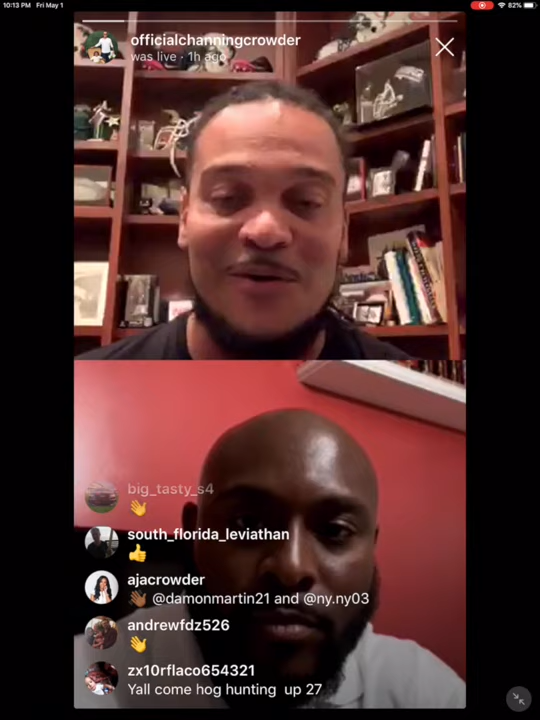 10:13 PM Fri May 1
82%
officialchanningcrowder
was live · 1h ago
big_tasty_s4
south_florida_leviathan
ajacrowder
@damonmartin21 and @ny.ny03
andrewfdz526
zx10rflaco654321
Yall come hog hunting up 27